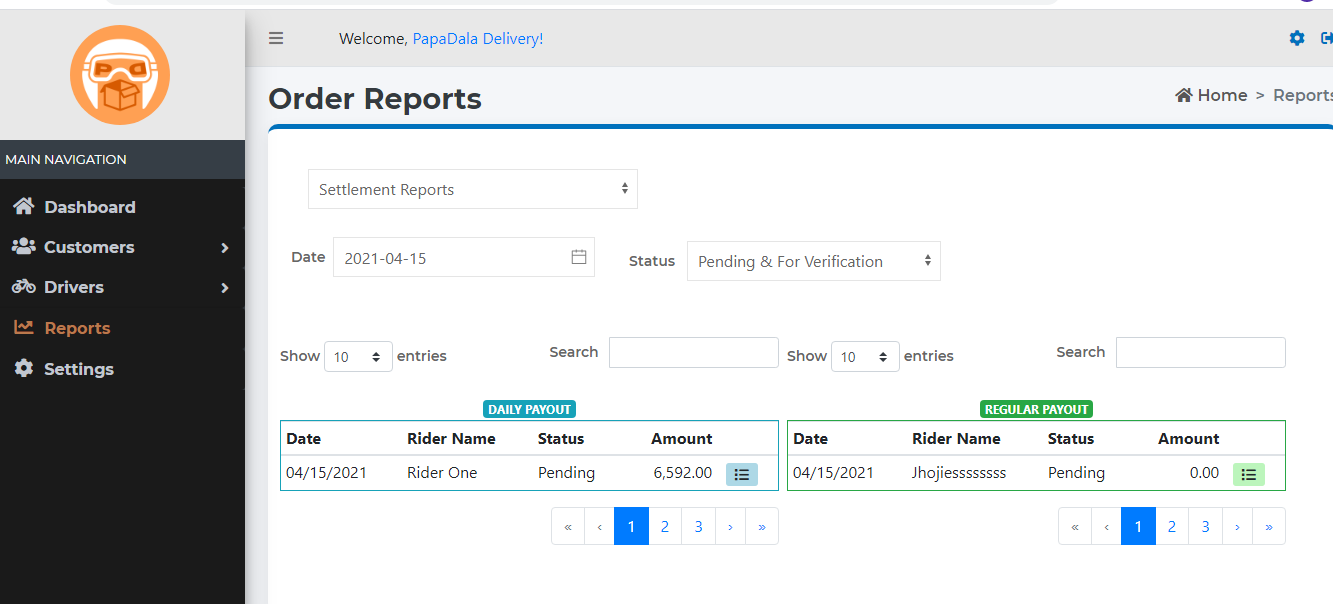 Welcome, PapaDala Delivery!
Order Reports
Home > Reports
MAIN NAVIGATION
Dashboard
Customers
Drivers
Reports
Settings
Settlement Reports
Date 2021-04-15 Status Pending & For Verification
Show 10 entries Search Show 10 entries Search
DAILY PAYOUT
Date Rider Name Status Amount
04/15/2021 Rider One Pending 6,592.00
« ‹ 1 2 3 › »
REGULAR PAYOUT
Date Rider Name Status Amount
04/15/2021 Jhojiessssssss Pending 0.00
« ‹ 1 2 3 › »